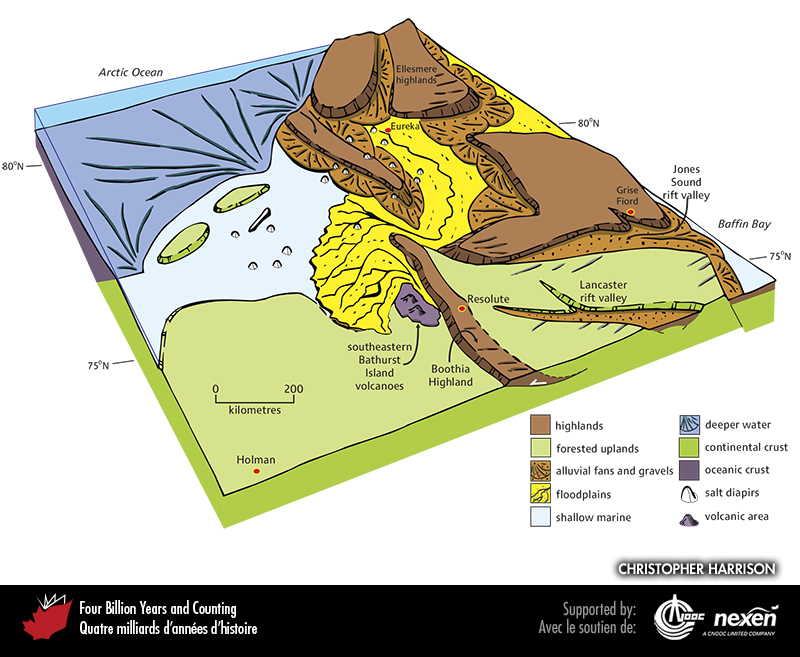 Arctic Ocean
Ellesmere
highlands
Eureka
80°N
80°N
Jones
Sound
rift valley
Grise
Fiord
Baffin Bay
75°N
Lancaster
rift valley
Resolute
southeastern
Bathurst
Island
volcanoes
Boothia
Highland
75°N
0 200
kilometres
Holman
highlands
forested uplands
alluvial fans and gravels
floodplains
shallow marine
deeper water
continental crust
oceanic crust
salt diapirs
volcanic area
CHRISTOPHER HARRISON
Four Billion Years and Counting
Quatre milliards d'années d'histoire
Supported by:
Avec le soutien de:
CNOOC
nexen
A CNOOC LIMITED COMPANY